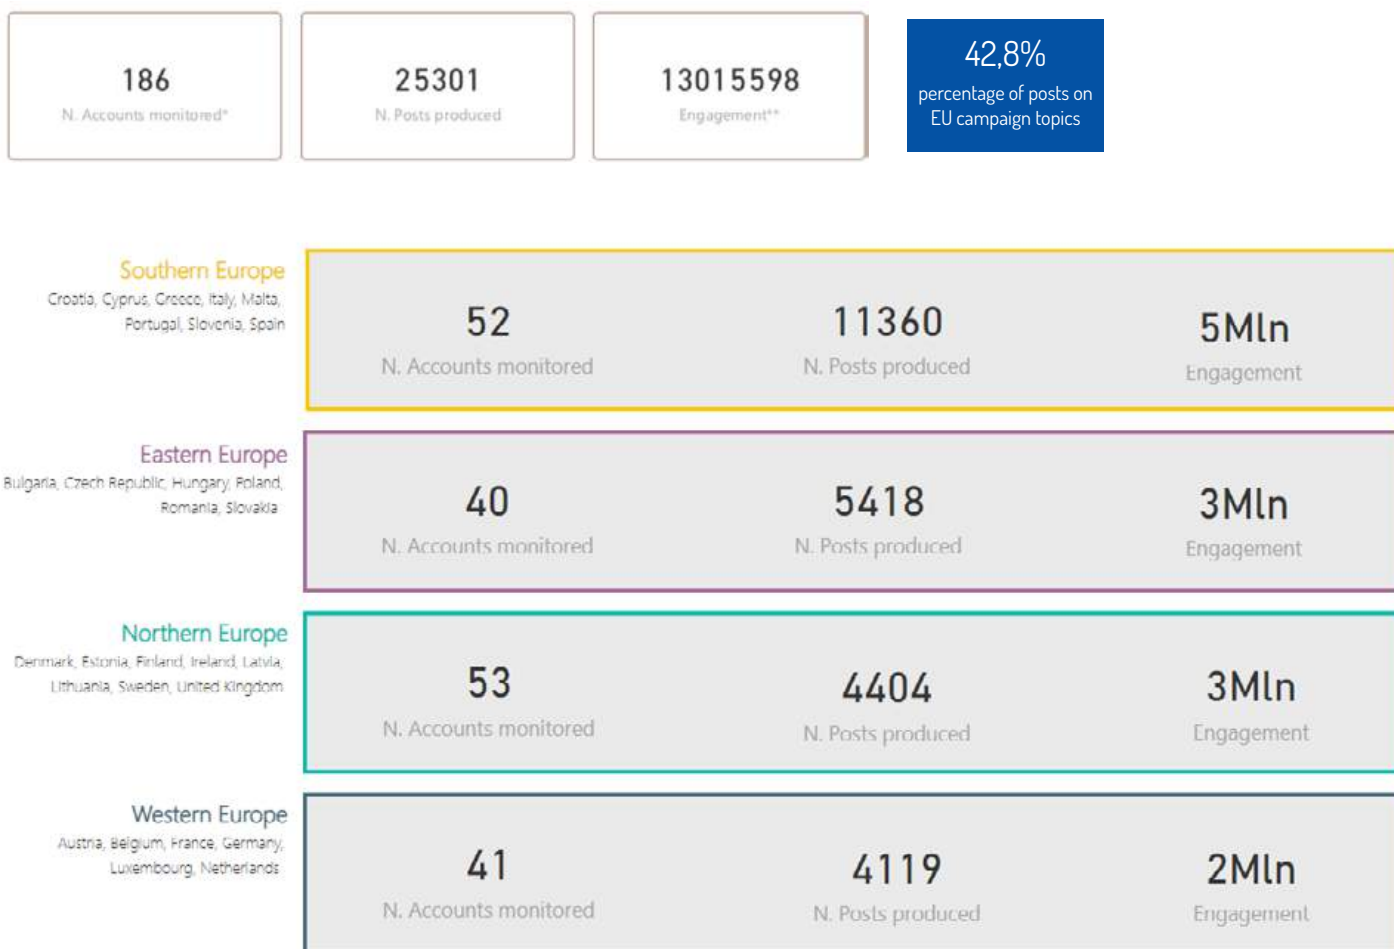 186
N. Accounts monitored*
25301
N. Posts produced
13015598
Engagement**
42,8%
percentage of posts on
EU campaign topics
Southern Europe
Croatia, Cyprus, Greece, Italy, Malta,
Portugal, Slovenia, Spain
52
N. Accounts monitored
11360
N. Posts produced
5Mln
Engagement
Eastern Europe
Bulgaria, Czech Republic, Hungary, Poland,
Romania, Slovakia
40
N. Accounts monitored
5418
N. Posts produced
3Mln
Engagement
Northern Europe
Denmark, Estonia, Finland, Ireland, Latvia,
Lithuania, Sweden, United Kingdom
53
N. Accounts monitored
4404
N. Posts produced
3Mln
Engagement
Western Europe
Austria, Belgium, France, Germany,
Luxembourg, Netherlands
41
N. Accounts monitored
4119
N. Posts produced
2Mln
Engagement